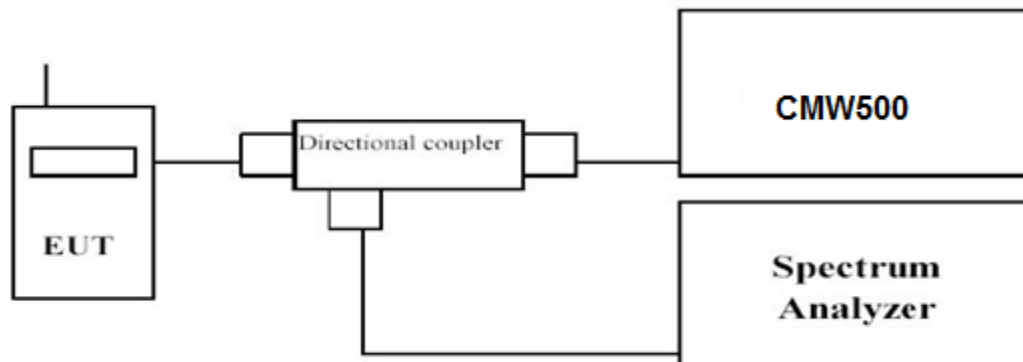 EUT
Directional coupler
CMW500
Spectrum
Analyzer